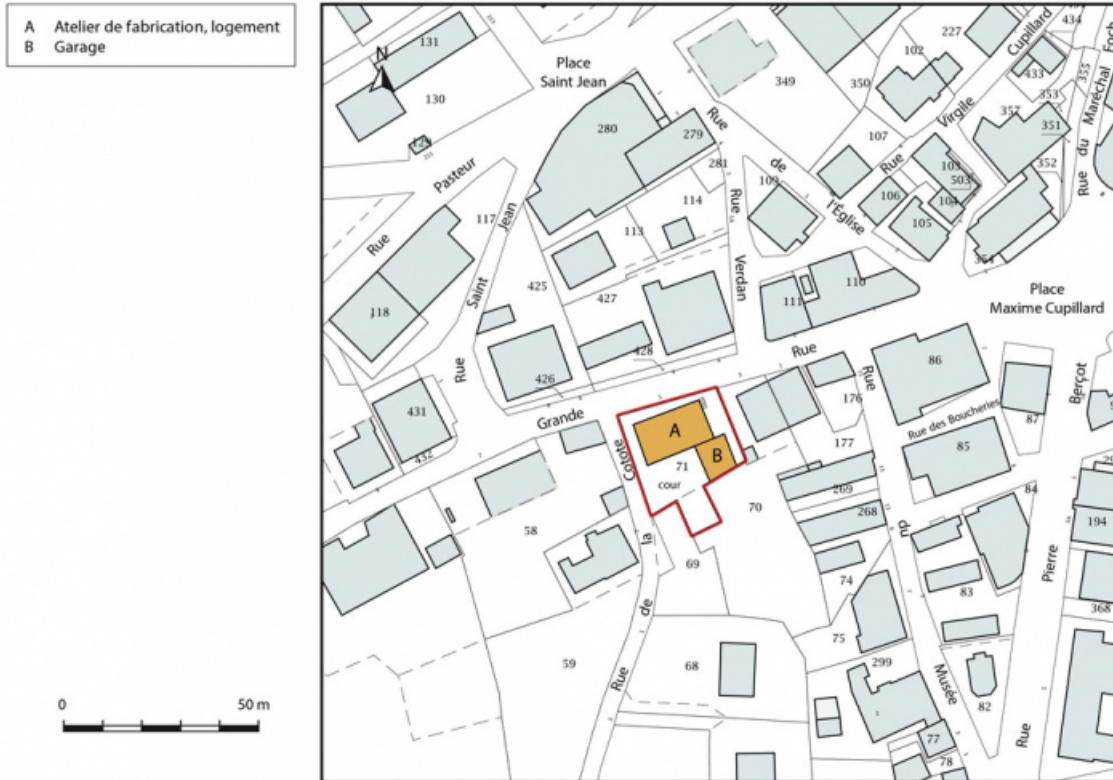 A Atelier de fabrication, logement
B Garage
N
131
130
Place
Saint Jean
280
279
281
349
350
102
227
Virgile
Cupillard
434
433
353
355
357
351
352
354
Rue du Maréchal Foch
107
Rue
103
503
104
105
106
Rue
de
l'Église
109
Rue
Verdan
114
113
Rue
Pasteur
117
118
Rue
Saint
Jean
425
427
428
426
111
110
Place
Maxime Cupillard
431
432
Grande
Rue
A
B
71
cour
70
69
176
177
269
268
86
Rue des Boucheries
85
87
84
Berçot
194
368
Pierre
Rue
Rue
du
Musée
83
82
74
75
299
77
78
58
59
68
Rue
de
la
Cotote
0
50 m